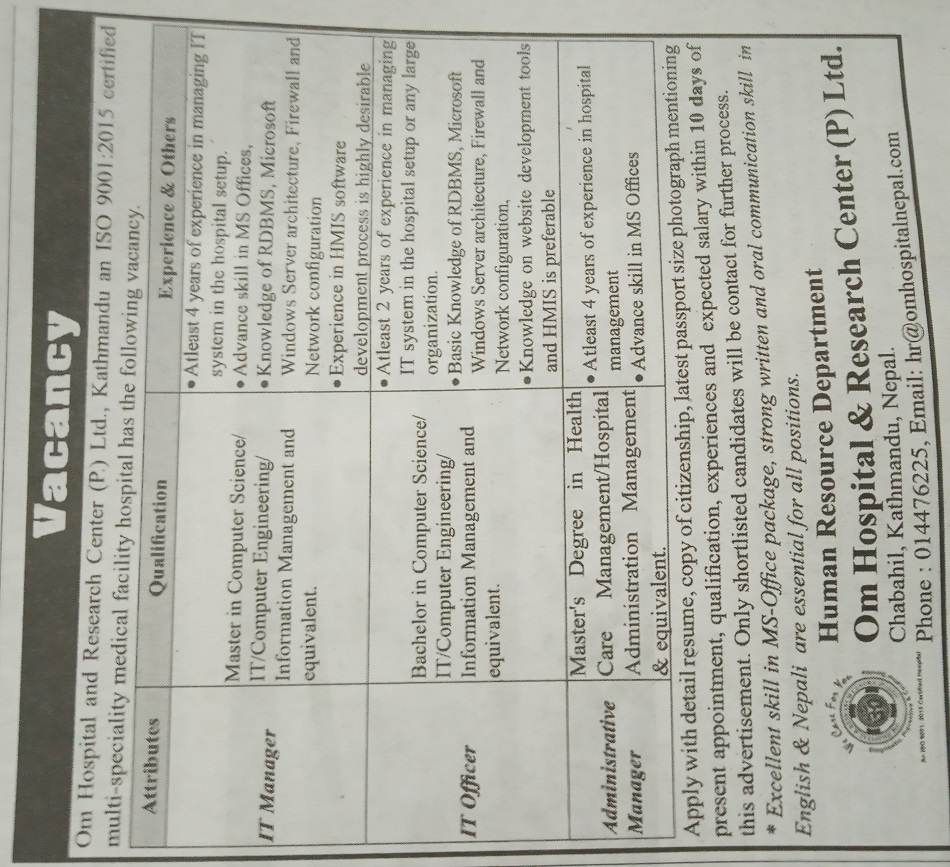 Vacancy
Om Hospital and Research Center (P.) Ltd., Kathmandu an ISO 9001:2015 certified
multi-speciality medical facility hospital has the following vacancy.
Attributes
Qualification
Experience & Others
IT Manager
Master in Computer Science/
IT/Computer Engineering/
Information Management and
equivalent.
• Atleast 4 years of experience in managing IT
system in the hospital setup.
• Advance skill in MS Offices,
• Knowledge of RDBMS, Microsoft
Windows Server architecture, Firewall and
Network configuration
• Experience in HMIS software
development process is highly desirable
IT Officer
Bachelor in Computer Science/
IT/Computer Engineering/
Information Management and
equivalent.
• Atleast 2 years of experience in managing
IT system in the hospital setup or any large
organization.
• Basic Knowledge of RDBMS, Microsoft
Windows Server architecture, Firewall and
Network configuration,
• Knowledge on website development tools
and HMIS is preferable
Administrative
Manager
Master's Degree in Health
Care Management/Hospital
Administration Management
& equivalent.
• Atleast 4 years of experience in hospital
management
• Advance skill in MS Offices
Apply with detail resume, copy of citizenship, latest passport size photograph mentioning
present appointment, qualification, experiences and expected salary within 10 days of
this advertisement. Only shortlisted candidates will be contact for further process.
* Excellent skill in MS-Office package, strong written and oral communication skill in
English & Nepali are essential for all positions.
We Care For You
An ISO 9001: 2015 Certified Hospital
Human Resource Department
Om Hospital & Research Center (P) Ltd.
Chabahil, Kathmandu, Nepal.
Phone : 014476225, Email: hr@omhospitalnepal.com